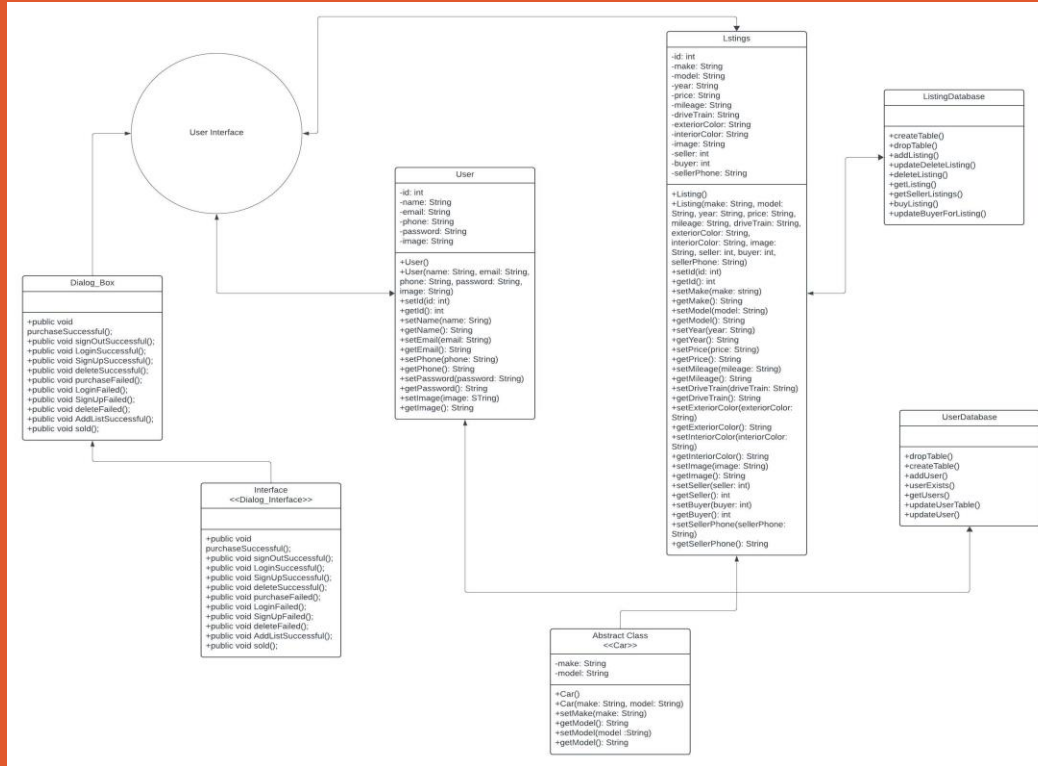 User Interface
Lstings
-id: int
-make: String
-model: String
-year: String
-price: String
-mileage: String
-driveTrain: String
-exteriorColor: String
-interiorColor: String
-image: String
-seller: int
-buyer: int
-sellerPhone: String
+Listing()
+Listing(make: String, model:
String, year: String, price: String,
mileage: String, driveTrain: String,
exteriorColor: String,
interiorColor: String, image:
String, seller: int, buyer: int,
sellerPhone: String)
+setId(id: int)
+getId(): int
+setMake(make: string)
+getMake(): String
+setModel(model: String)
+getModel(): String
+setYear(year: String)
+getYear(): String
+setPrice(price: String)
+getPrice(): String
+setMileage(mileage: String)
+getMileage(): String
+setDriveTrain(driveTrain: String)
+getDriveTrain(): String
+setExteriorColor(exteriorColor:
String)
+getExteriorColor(): String
+setInteriorColor(interiorColor:
String)
+getInteriorColor(): String
+setImage(image: String)
+getImage(): String
+setSeller(seller: int)
+getSeller(): int
+setBuyer(buyer: int)
+getBuyer(): int
+setSellerPhone(sellerPhone:
String)
+getSellerPhone(): String
ListingDatabase
+createTable()
+dropTable()
+addListing()
+updateDeleteListing()
+deleteListing()
+getListing()
+getSellerListings()
+buyListing()
+updateBuyerForListing()
User
-id: int
-name: String
-email: String
-phone: String
-password: String
-image: String
+User()
+User(name: String, email: String,
phone: String, password: String,
image: String)
+setId(id: int)
+getId(): int
+setName(name: Sring)
+getName(): String
+setEmail(email: String)
+getEmail(): String
+setPhone(phone: String)
+getPhone(): String
+setPassword(password: String)
+getPassword(): String
+setImage(image: STring)
+getImage(): String
Dialog_Box
+public void
purchaseSuccessful();
+public void signOutSuccessful();
+public void LoginSuccessful();
+public void SignUpSuccessful();
+public void deleteSuccessful();
+public void purchaseFailed();
+public void LoginFailed();
+public void SignUpFailed();
+public void deleteFailed();
+public void AddListSuccessful();
+public void sold();
UserDatabase
+dropTable()
+createTable()
+addUser()
+userExists()
+getUsers()
+updateUserTable()
+updateUser()
Interface
<<Dialog_Interface>>
+public void
purchaseSuccessful();
+public void signOutSuccessful();
+public void LoginSuccessful();
+public void SignUpSuccessful();
+public void deleteSuccessful();
+public void purchaseFailed();
+public void LoginFailed();
+public void SignUpFailed();
+public void deleteFailed();
+public void AddListSuccessful();
+public void sold();
Abstract Class
<<Car>>
-make: String
-model: String
+Car()
+Car(make: String, model: String)
+setMake(make: String)
+getModel(): String
+setModel(model :String)
+getModel(): String